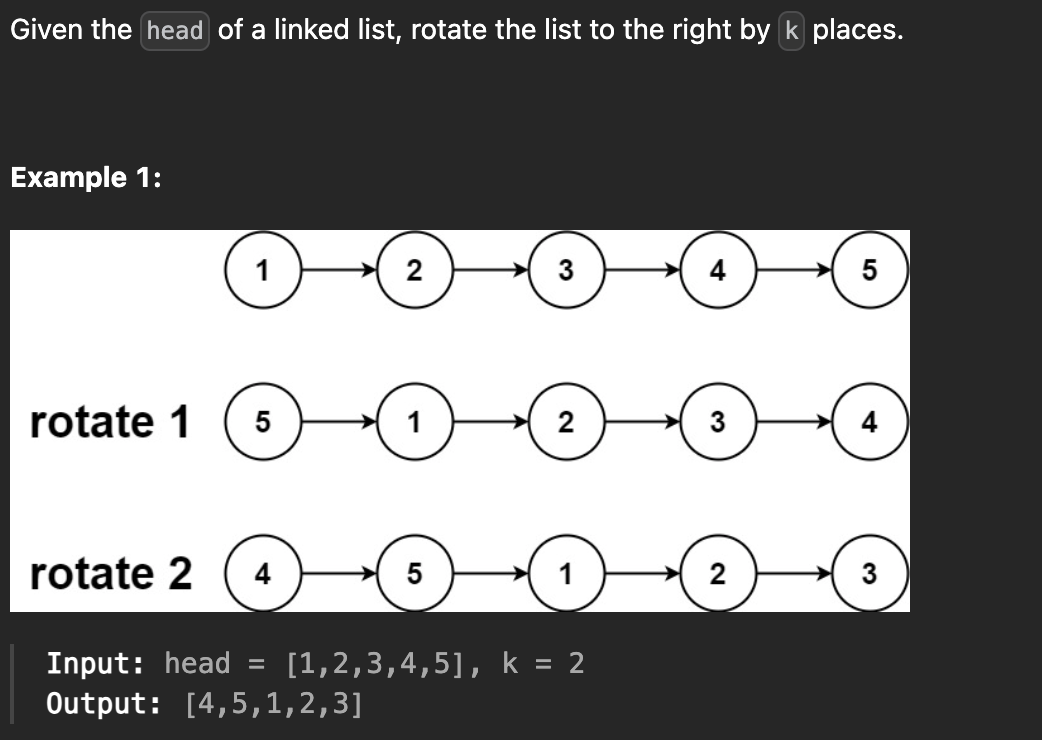 Given the head of a linked list, rotate the list to the right by k places.
Example 1:
1 2 3 4 5
rotate 1 5 1 2 3 4
rotate 2 4 5 1 2 3
Input: head = [1,2,3,4,5], k = 2
Output: [4,5,1,2,3]